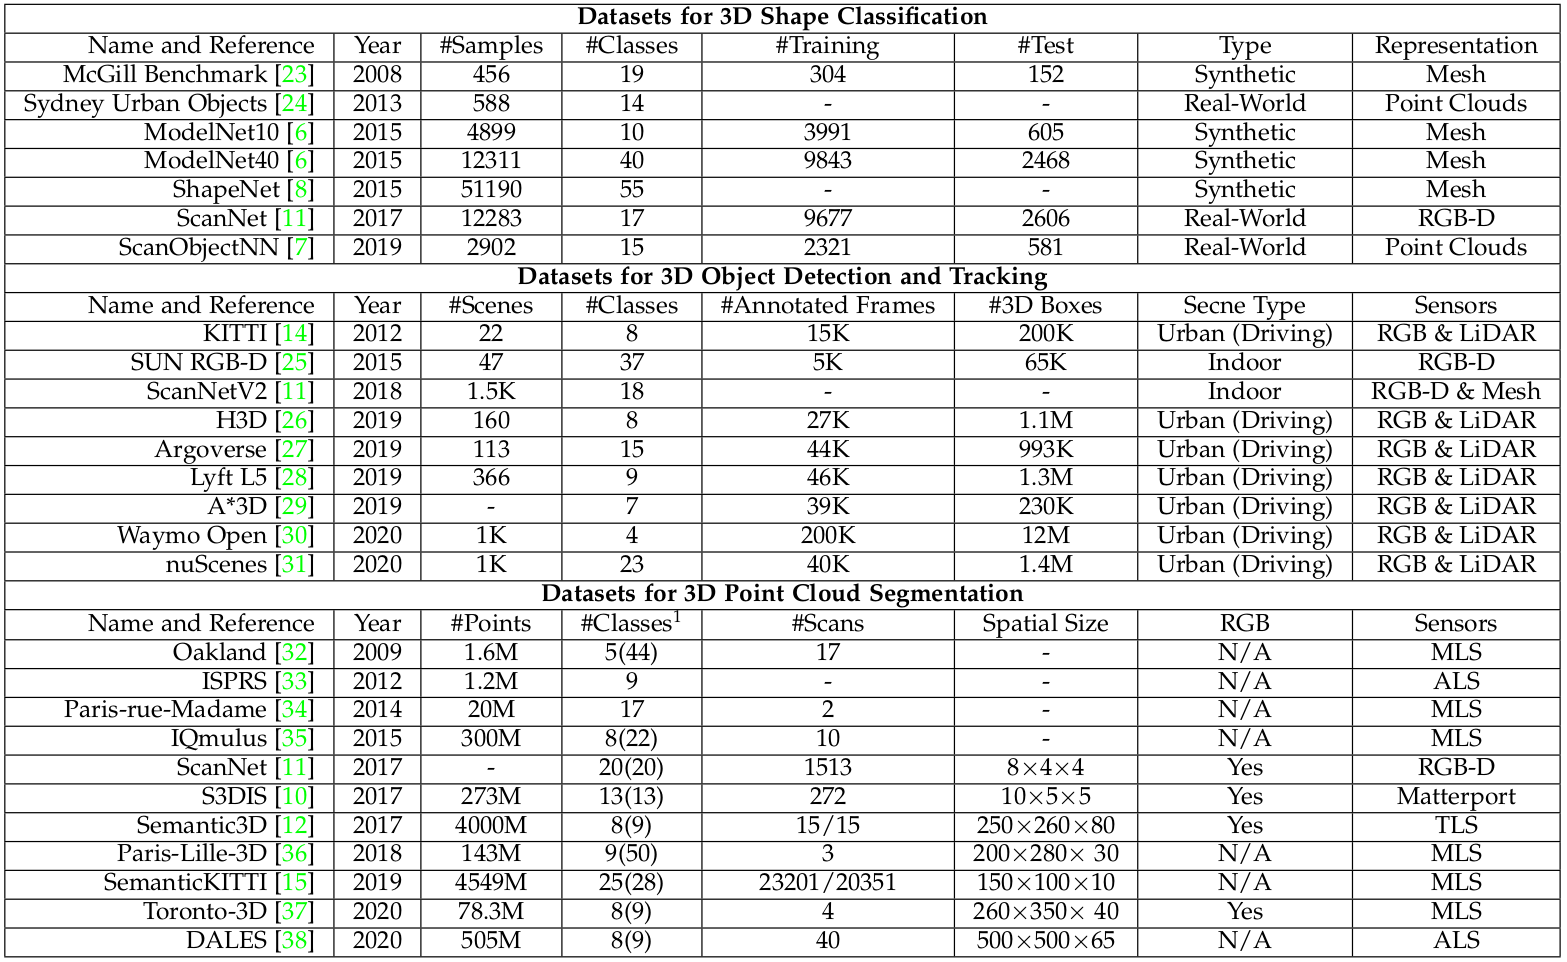 Datasets for 3D Shape Classification
Name and Reference Year #Samples #Classes #Training #Test Type Representation
McGill Benchmark [23] 2008 456 19 304 152 Synthetic Mesh
Sydney Urban Objects [24] 2013 588 14 - - Real-World Point Clouds
ModelNet10 [6] 2015 4899 10 3991 605 Synthetic Mesh
ModelNet40 [6] 2015 12311 40 9843 2468 Synthetic Mesh
ShapeNet [8] 2015 51190 55 - - Synthetic Mesh
ScanNet [11] 2017 12283 17 9677 2606 Real-World RGB-D
ScanObjectNN [7] 2019 2902 15 2321 581 Real-World Point Clouds
Datasets for 3D Object Detection and Tracking
Name and Reference Year #Scenes #Classes #Annotated Frames #3D Boxes Secne Type Sensors
KITTI [14] 2012 22 8 15K 200K Urban (Driving) RGB & LiDAR
SUN RGB-D [25] 2015 47 37 5K 65K Indoor RGB-D
ScanNetV2 [11] 2018 1.5K 18 - - Indoor RGB-D & Mesh
H3D [26] 2019 160 8 27K 1.1M Urban (Driving) RGB & LiDAR
Argoverse [27] 2019 113 15 44K 993K Urban (Driving) RGB & LiDAR
Lyft L5 [28] 2019 366 9 46K 1.3M Urban (Driving) RGB & LiDAR
A*3D [29] 2019 - 7 39K 230K Urban (Driving) RGB & LiDAR
Waymo Open [30] 2020 1K 4 200K 12M Urban (Driving) RGB & LiDAR
nuScenes [31] 2020 1K 23 40K 1.4M Urban (Driving) RGB & LiDAR
Datasets for 3D Point Cloud Segmentation
Name and Reference Year #Points #Classes¹ #Scans Spatial Size RGB Sensors
Oakland [32] 2009 1.6M 5(44) 17 - N/A MLS
ISPRS [33] 2012 1.2M 9 - - N/A ALS
Paris-rue-Madame [34] 2014 20M 17 2 - N/A MLS
IQmulus [35] 2015 300M 8(22) 10 - N/A MLS
ScanNet [11] 2017 - 20(20) 1513 8×4×4 Yes RGB-D
S3DIS [10] 2017 273M 13(13) 272 10×5×5 Yes Matterport
Semantic3D [12] 2017 4000M 8(9) 15/15 250×260×80 Yes TLS
Paris-Lille-3D [36] 2018 143M 9(50) 3 200×280× 30 N/A MLS
SemanticKITTI [15] 2019 4549M 25(28) 23201/20351 150×100×10 N/A MLS
Toronto-3D [37] 2020 78.3M 8(9) 4 260×350× 40 Yes MLS
DALES [38] 2020 505M 8(9) 40 500×500×65 N/A ALS